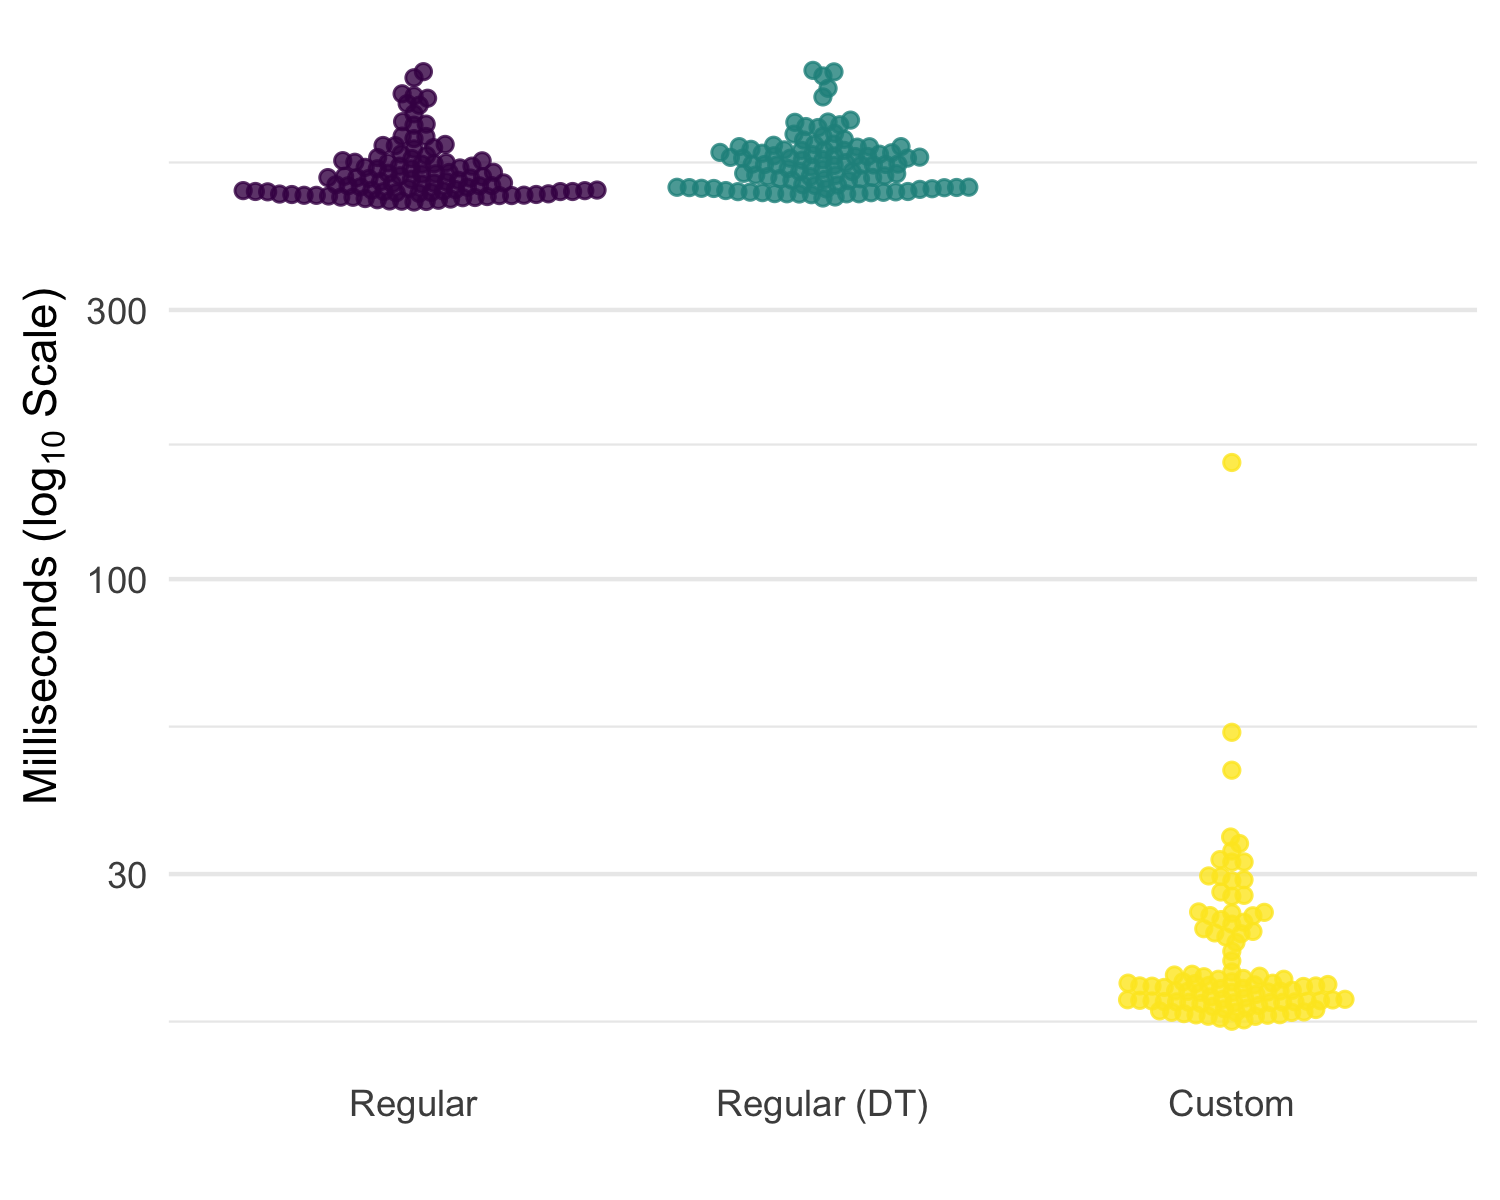 Milliseconds (log₁₀ Scale)
300
100
30
Regular
Regular (DT)
Custom